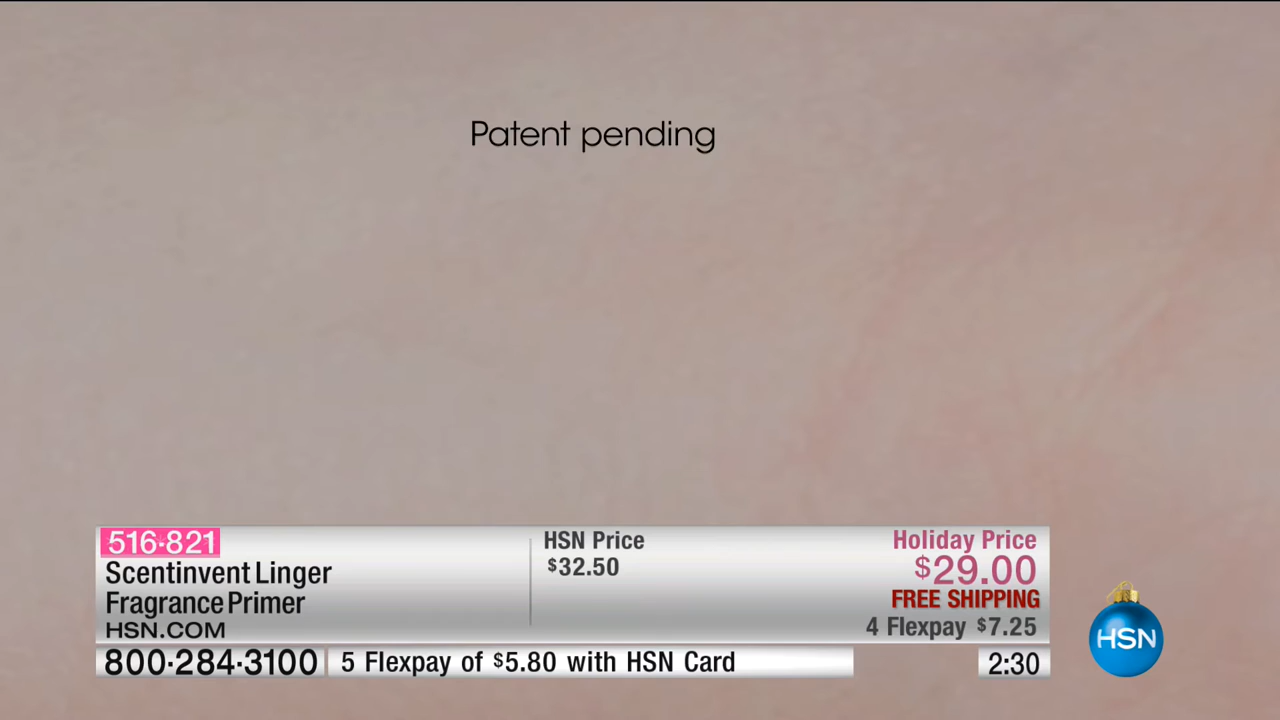 Patent pending
516·821
Scentinvent Linger
Fragrance Primer
HSN.COM
HSN Price
$32.50
Holiday Price
$29.00
FREE SHIPPING
4 Flexpay $7.25
800·284·3100
5 Flexpay of $5.80 with HSN Card
2:30
HSN